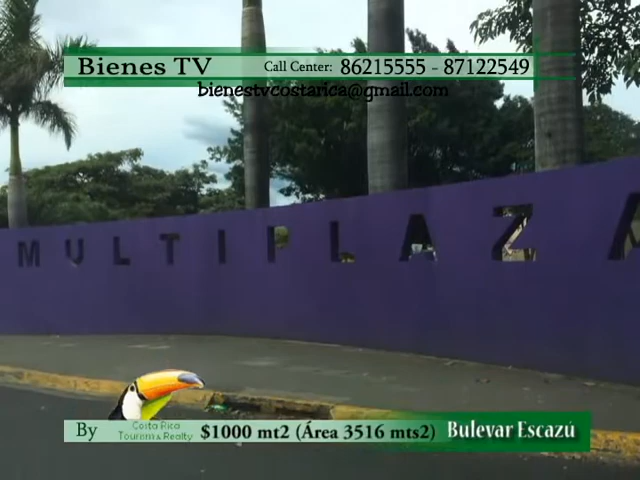 Bienes TV Call Center: 86215555 - 87122549
bienestvcostarica@gmail.com
MULTIPLAZA
By Costa Rica Tourism & Realty $1000 mt2 (Área 3516 mts2) Bulevar Escazú